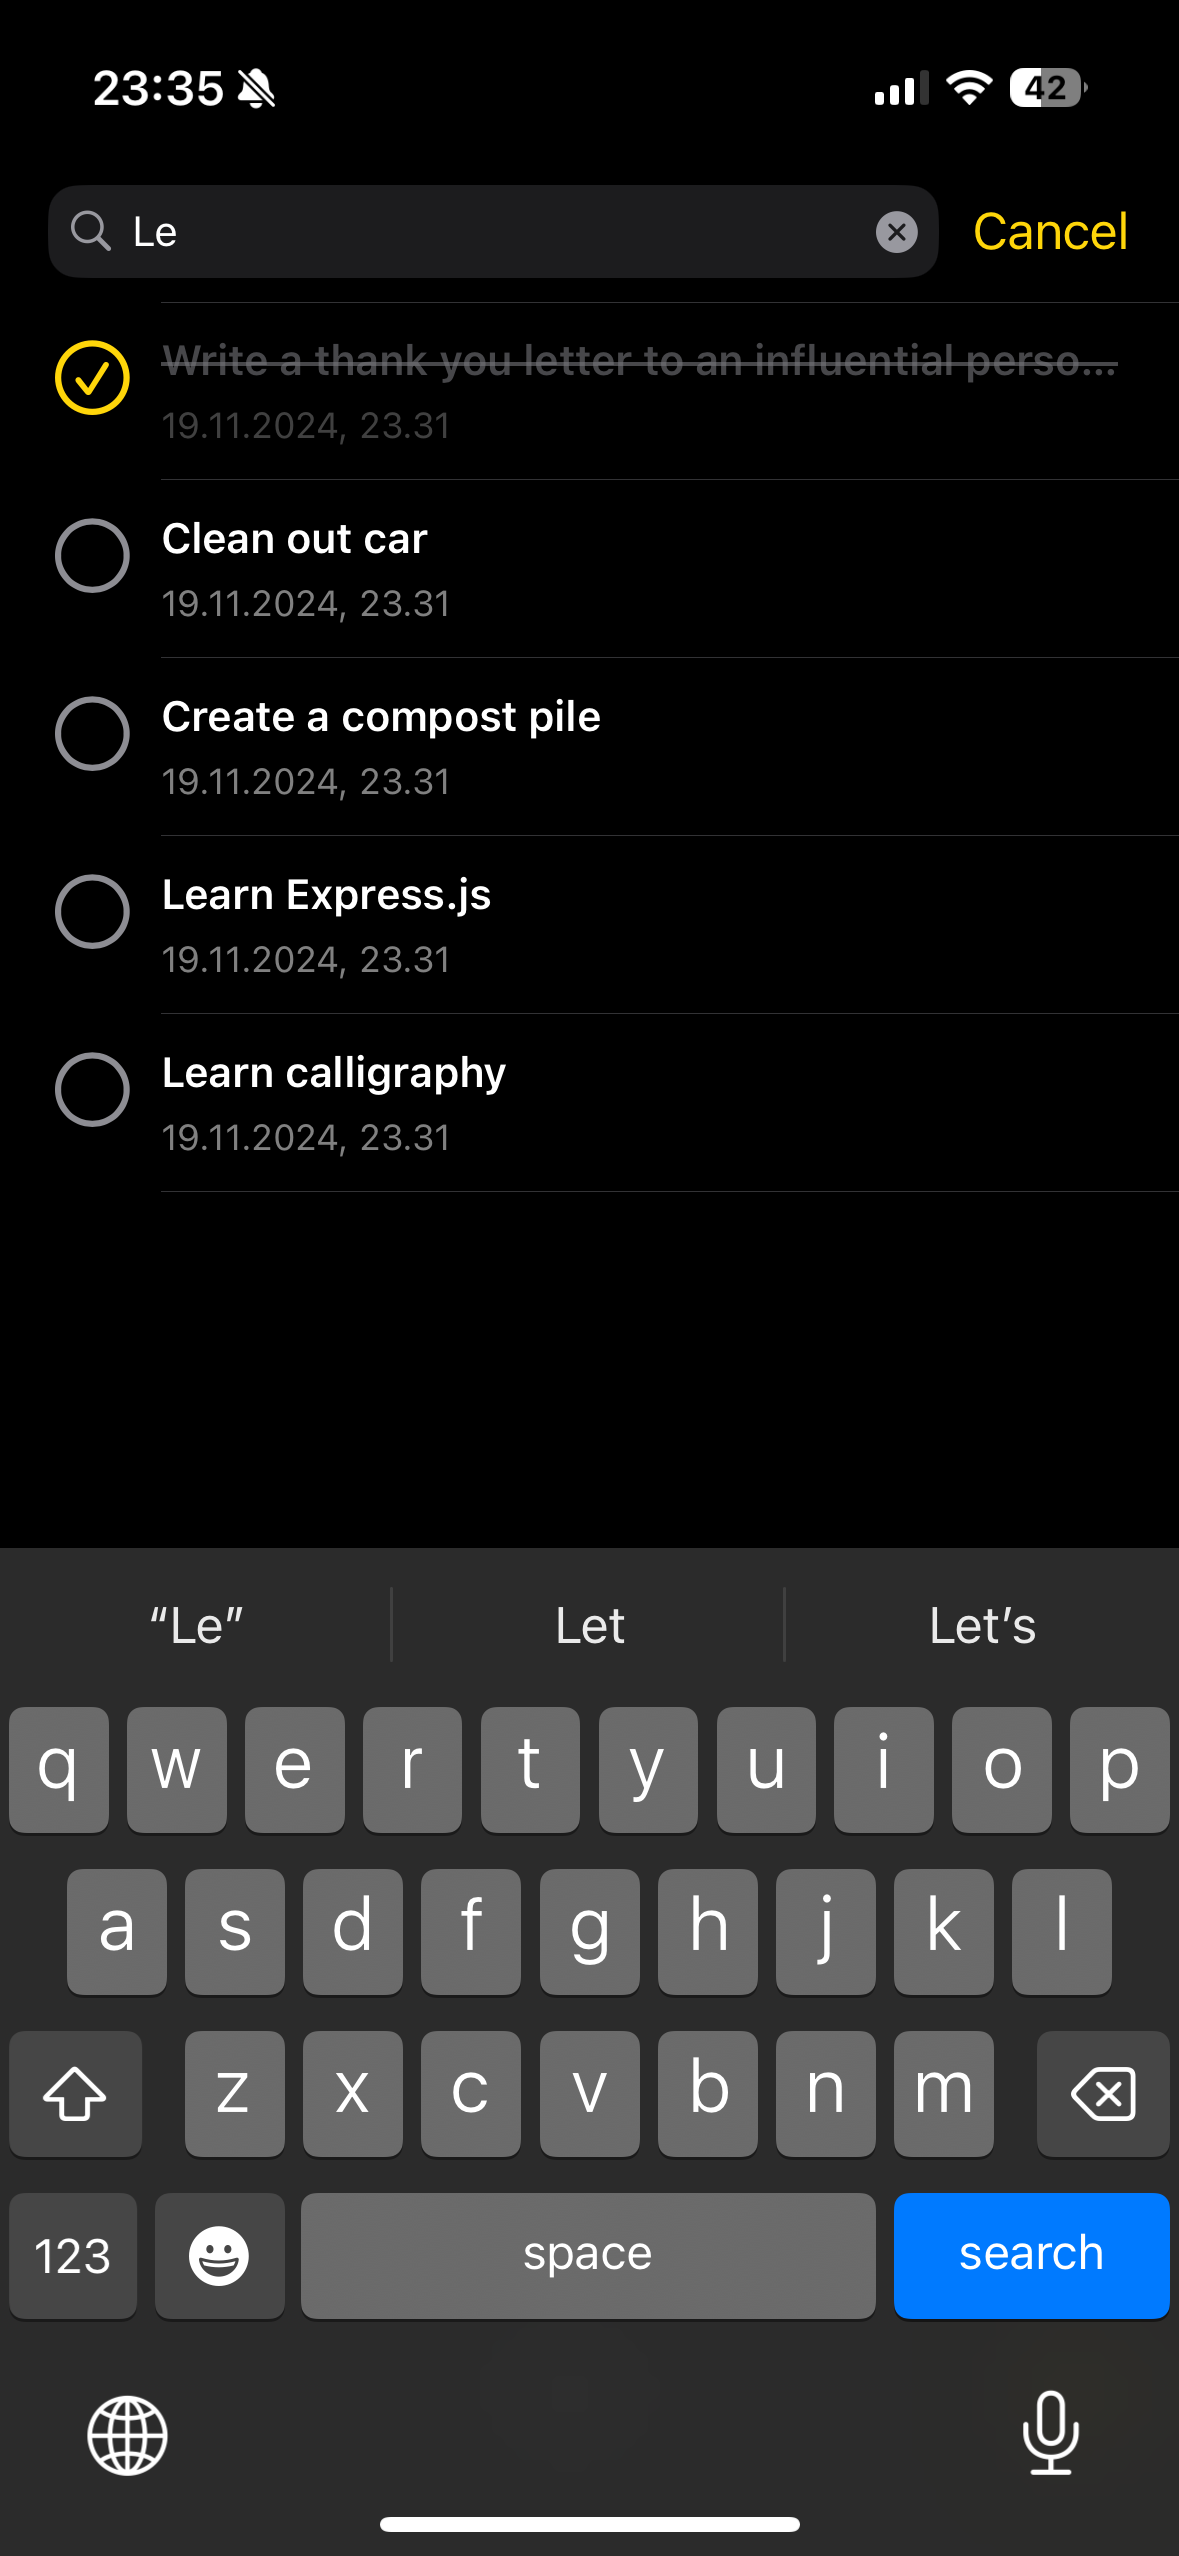 23:35
42
Le
Cancel
Write a thank you letter to an influential perso...
19.11.2024, 23.31
Clean out car
19.11.2024, 23.31
Create a compost pile
19.11.2024, 23.31
Learn Express.js
19.11.2024, 23.31
Learn calligraphy
19.11.2024, 23.31
“Le” Let Let’s
q w e r t y u i o p
a s d f g h j k l
z x c v b n m
123 space search